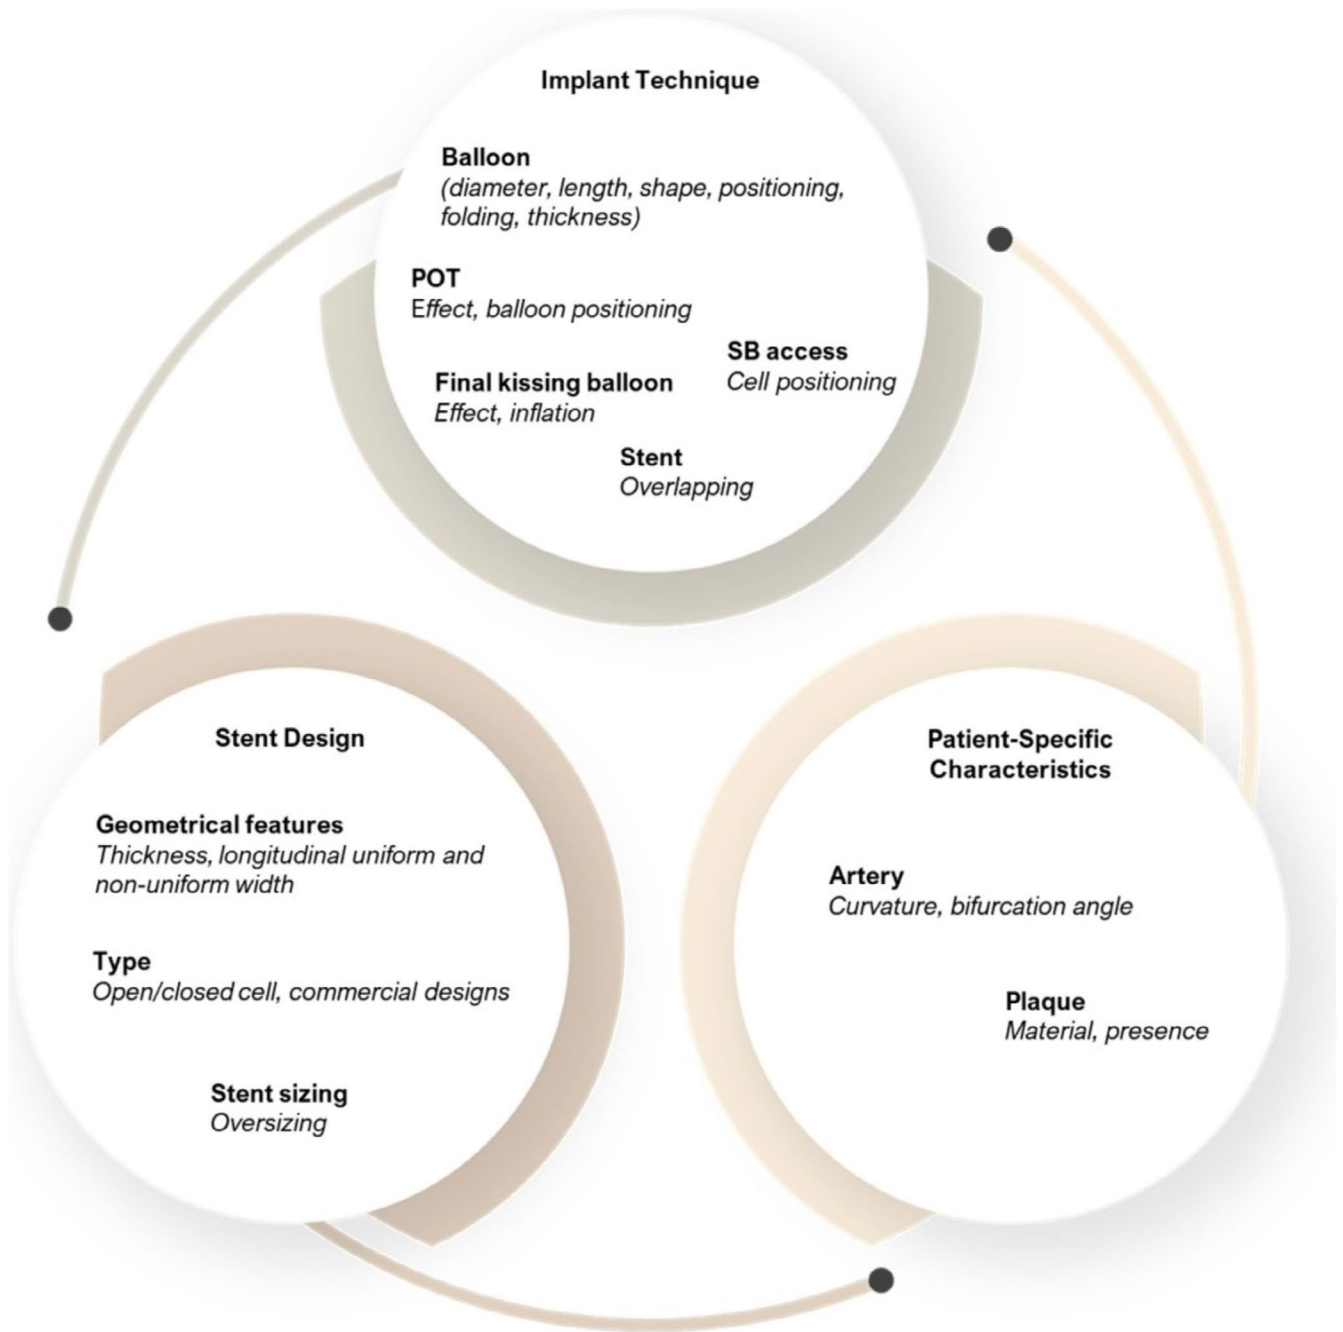 Implant Technique
Balloon
(diameter, length, shape, positioning,
folding, thickness)
POT
Effect, balloon positioning
SB access
Cell positioning
Final kissing balloon
Effect, inflation
Stent
Overlapping
Stent Design
Geometrical features
Thickness, longitudinal uniform and
non-uniform width
Type
Open/closed cell, commercial designs
Stent sizing
Oversizing
Patient-Specific
Characteristics
Artery
Curvature, bifurcation angle
Plaque
Material, presence